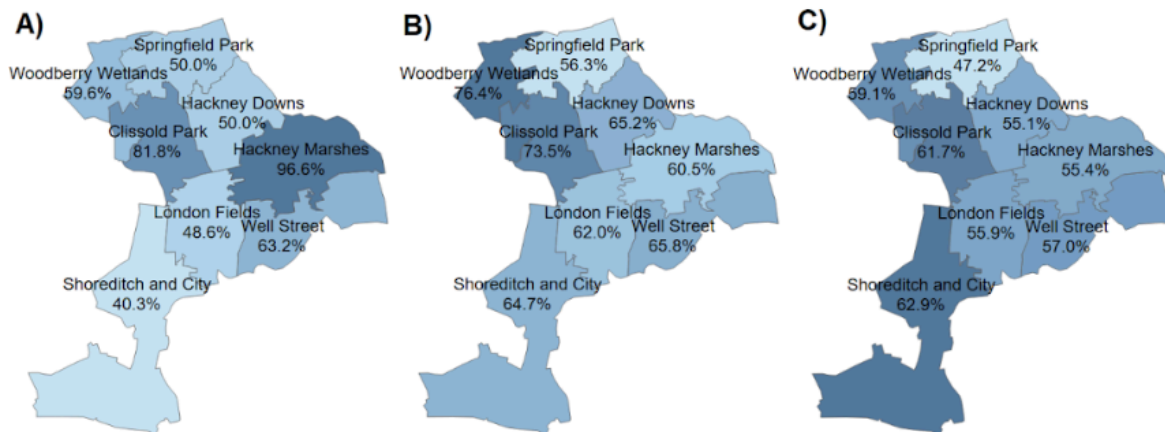 A)
Springfield Park
50.0%
Woodberry Wetlands
59.6%
Hackney Downs
50.0%
Clissold Park
81.8%
Hackney Marshes
96.6%
London Fields
48.6%
Well Street
63.2%
Shoreditch and City
40.3%
B)
Springfield Park
56.3%
Woodberry Wetlands
76.4%
Hackney Downs
65.2%
Clissold Park
73.5%
Hackney Marshes
60.5%
London Fields
62.0%
Well Street
65.8%
Shoreditch and City
64.7%
C)
Springfield Park
47.2%
Woodberry Wetlands
59.1%
Hackney Downs
55.1%
Clissold Park
61.7%
Hackney Marshes
55.4%
London Fields
55.9%
Well Street
57.0%
Shoreditch and City
62.9%